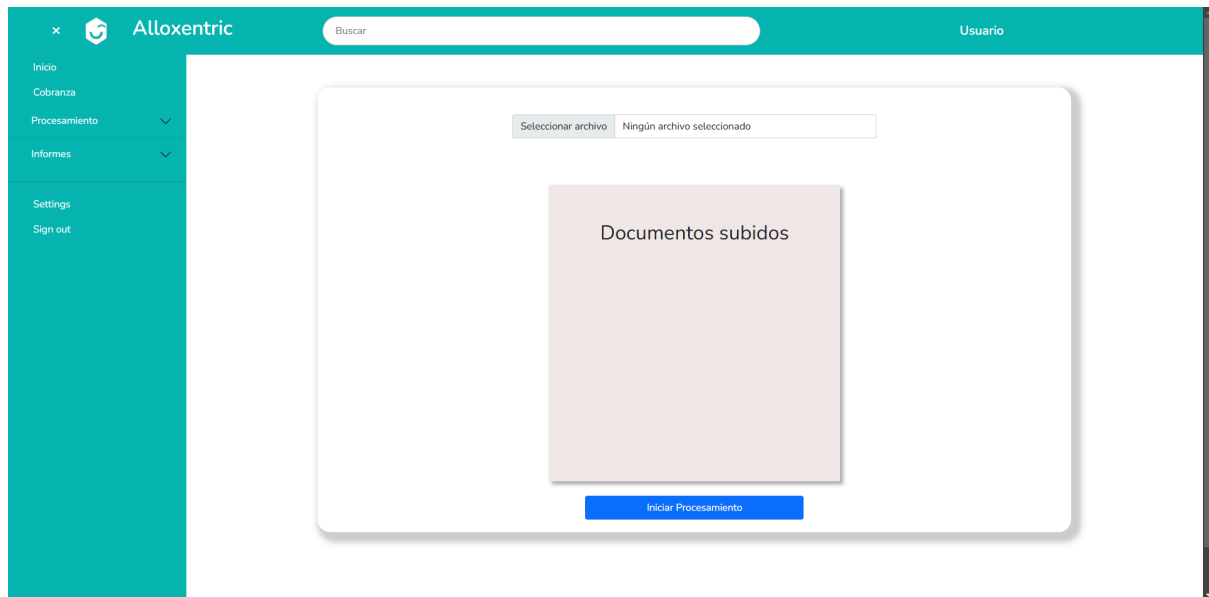 ×
Alloxentric
Buscar
Usuario
Inicio
Cobranza
Procesamiento
Informes
Settings
Sign out
Seleccionar archivo Ningún archivo seleccionado
Documentos subidos
Iniciar Procesamiento